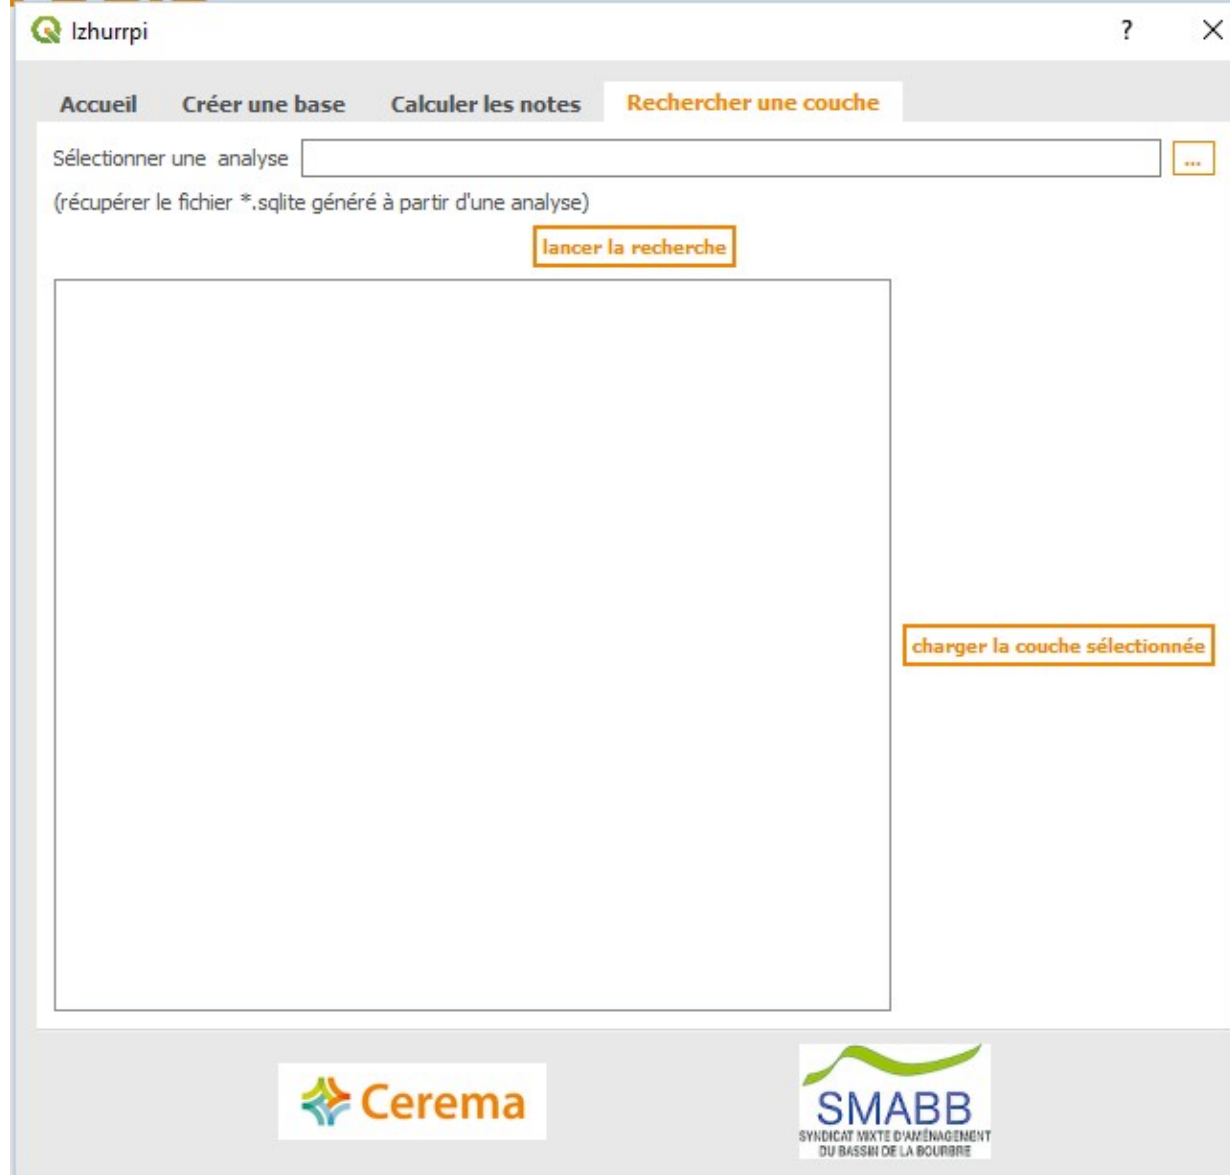 Izhurrpi
?
Accueil Créer une base Calculer les notes Rechercher une couche
Sélectionner une analyse ...
(récupérer le fichier *.sqlite généré à partir d'une analyse)
lancer la recherche
charger la couche sélectionnée
Cerema
SMABB
SYNDICAT MIXTE D'AMÉNAGEMENT
DU BASSIN DE LA BOURBRE